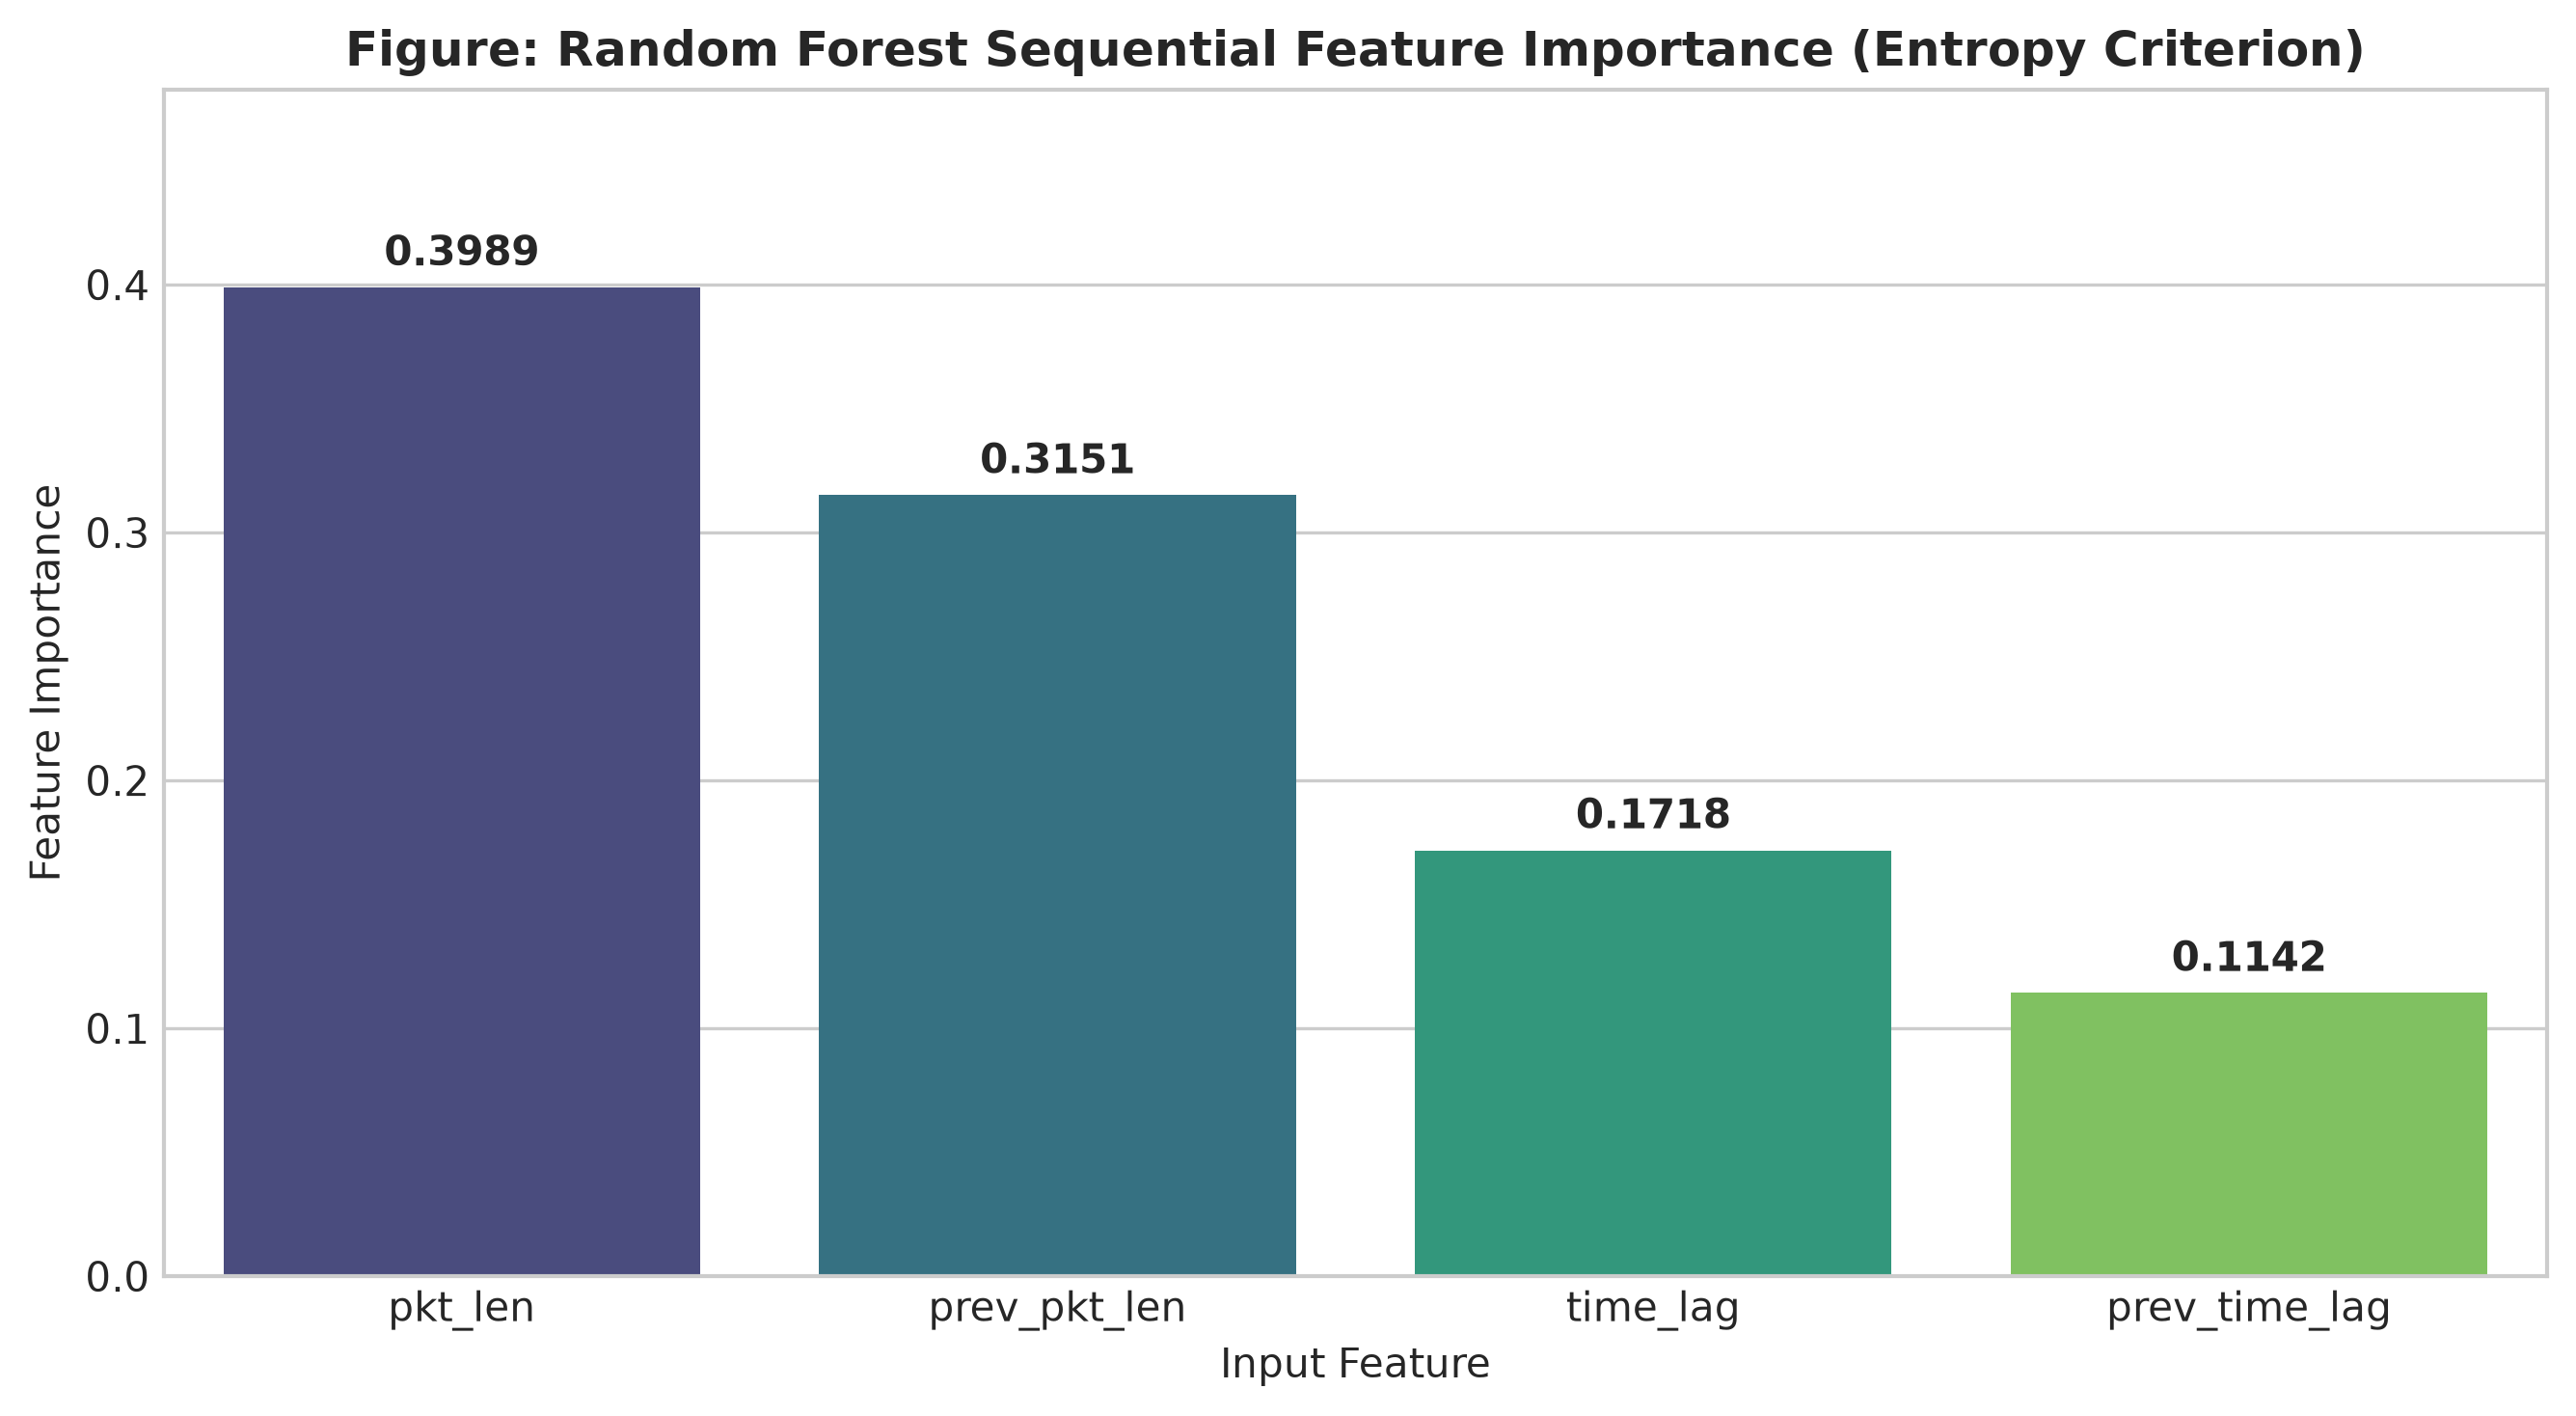 Figure: Random Forest Sequential Feature Importance (Entropy Criterion)
Feature Importance
0.4
0.3
0.2
0.1
0.0
0.3989
0.3151
0.1718
0.1142
pkt_len
prev_pkt_len
time_lag
prev_time_lag
Input Feature